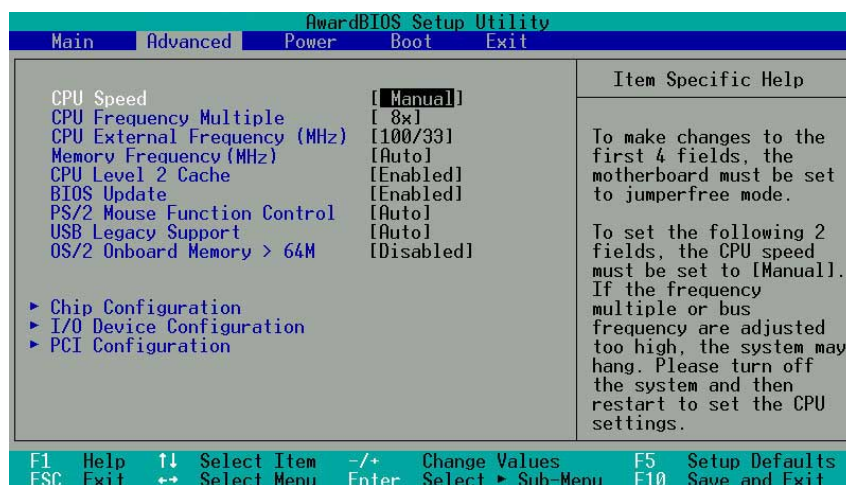 AwardBIOS Setup Utility
Main Advanced Power Boot Exit
CPU Speed [ Manual]
CPU Frequency Multiple [ 8x]
CPU External Frequency (MHz) [100/33]
Memory Frequency (MHz) [Auto]
CPU Level 2 Cache [Enabled]
BIOS Update [Enabled]
PS/2 Mouse Function Control [Auto]
USB Legacy Support [Auto]
OS/2 Onboard Memory > 64M [Disabled]
► Chip Configuration
► I/O Device Configuration
► PCI Configuration
Item Specific Help
To make changes to the
first 4 fields, the
motherboard must be set
to jumperfree mode.
To set the following 2
fields, the CPU speed
must be set to [Manual].
If the frequency
multiple or bus
frequency are adjusted
too high, the system may
hang. Please turn off
the system and then
restart to set the CPU
settings.
F1 Help ↑↓ Select Item -/+ Change Values F5 Setup Defaults
ESC Exit ←→ Select Menu Enter Select ► Sub-Menu F10 Save and Exit